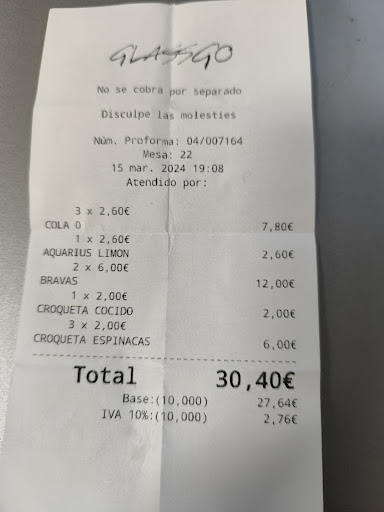 GLASSGO
No se cobra por separado
Disculpe las molesties
Núm. Proforma: 04/007164
Mesa: 22
15 mar. 2024 19:08
Atendido por:
3 x 2,60€
COLA 0 7,80€
1 x 2,60€
AQUARIUS LIMON 2,60€
2 x 6,00€
BRAVAS 12,00€
1 x 2,00€
CROQUETA COCIDO 2,00€
3 x 2,00€
CROQUETA ESPINACAS 6,00€
Total 30,40€
Base:(10,000) 27,64€
IVA 10%:(10,000) 2,76€